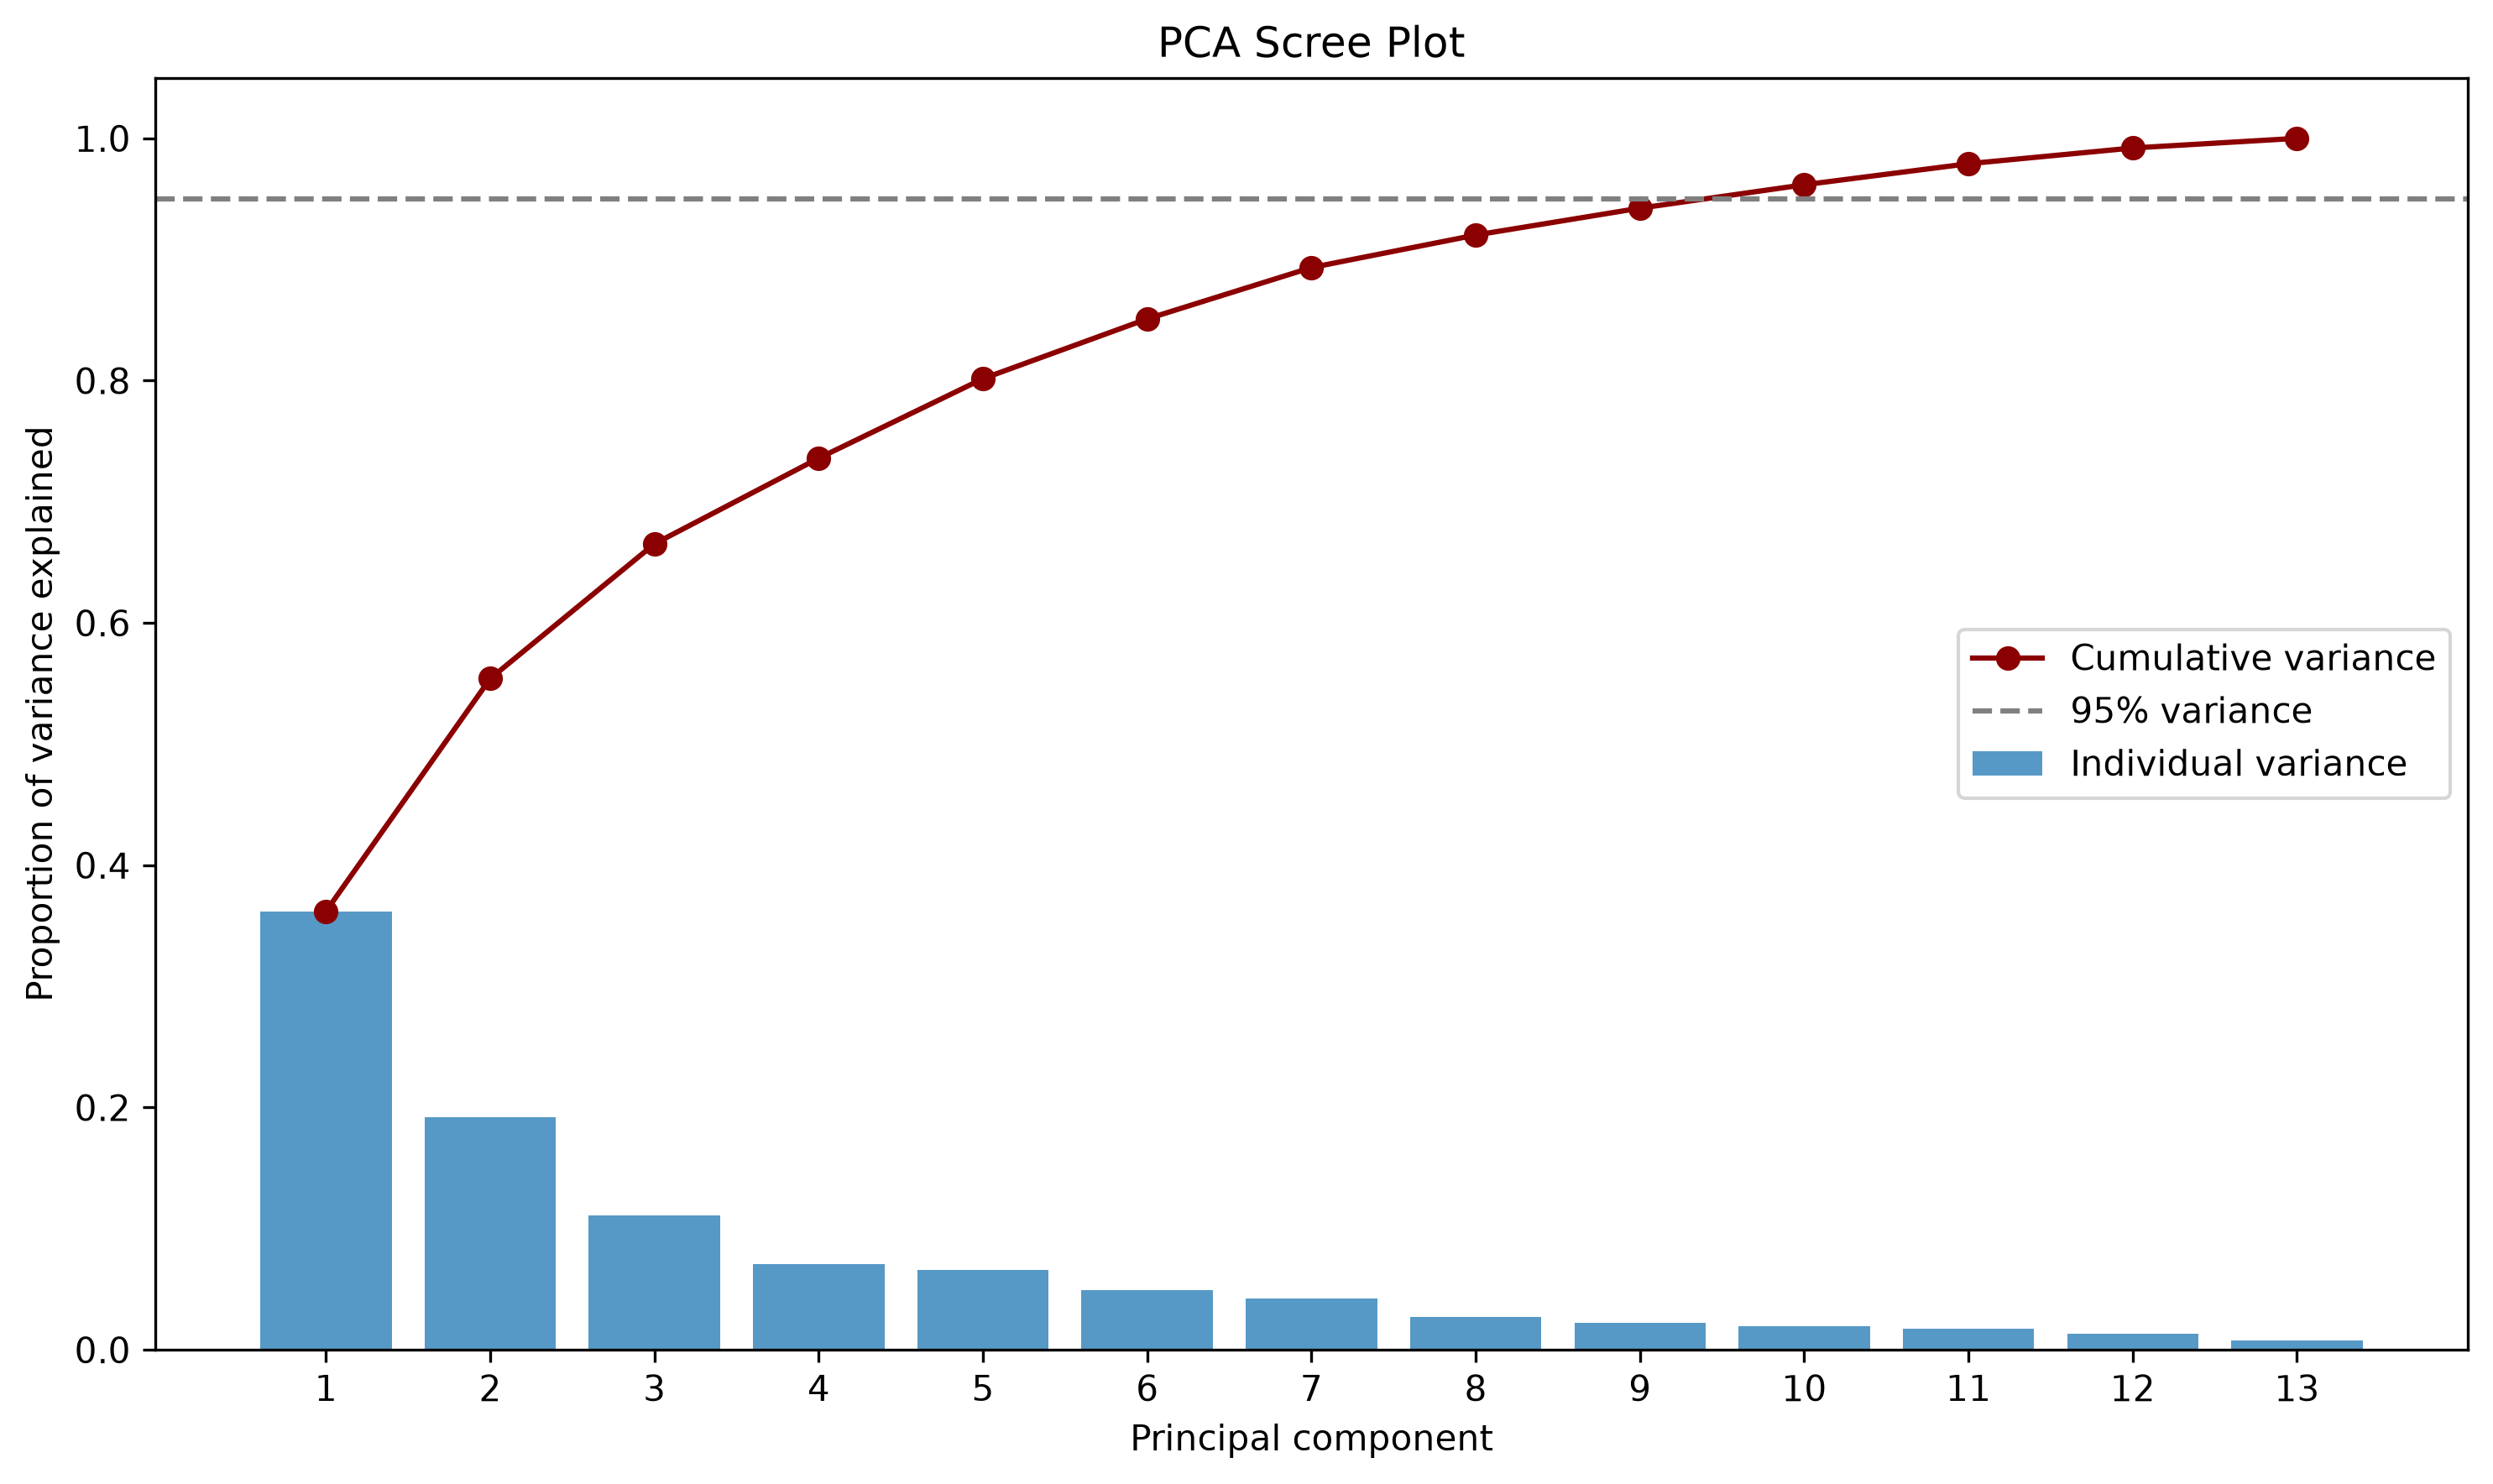 PCA Scree Plot
Proportion of variance explained
1.0
0.8
0.6
0.4
0.2
0.0
Cumulative variance
95% variance
Individual variance
1 2 3 4 5 6 7 8 9 10 11 12 13
Principal component